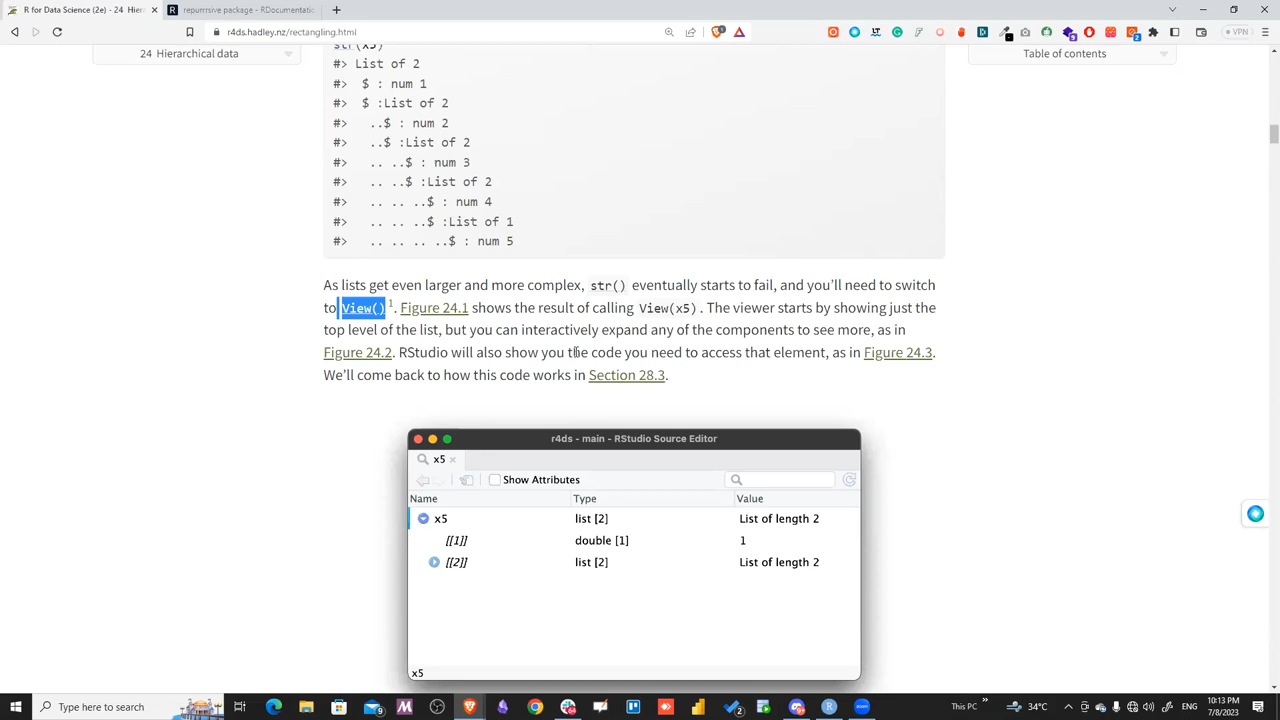 R for Data Science (2e) - 24 Hiera
repurrrsive package - RDocumentati
r4ds.hadley.nz/rectangling.html
VPN
24 Hierarchical data
Table of contents
str(x5)
#> List of 2
#>  $ : num 1
#>  $ :List of 2
#>   ..$ : num 2
#>   ..$ :List of 2
#>   .. ..$ : num 3
#>   .. ..$ :List of 2
#>   .. .. ..$ : num 4
#>   .. .. ..$ :List of 1
#>   .. .. .. ..$ : num 5
As lists get even larger and more complex, str() eventually starts to fail, and you'll need to switch
to View() 1. Figure 24.1 shows the result of calling View(x5). The viewer starts by showing just the
top level of the list, but you can interactively expand any of the components to see more, as in
Figure 24.2. RStudio will also show you the code you need to access that element, as in Figure 24.3.
We'll come back to how this code works in Section 28.3.
r4ds - main - RStudio Source Editor
x5
Show Attributes
Name Type Value
x5 list [2] List of length 2
[[1]] double [1] 1
[[2]] list [2] List of length 2
x5
Type here to search
This PC
34°C
10:13 PM
7/8/2023